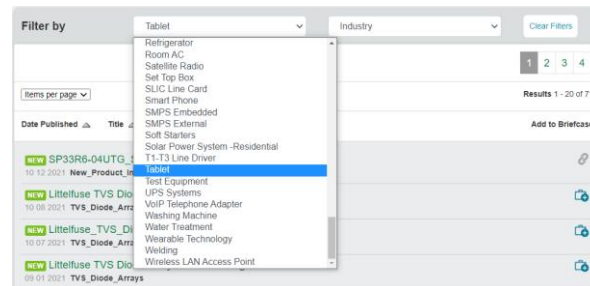 Filter by
Tablet
Industry
Clear Filters
Refrigerator
Room AC
Satellite Radio
Set Top Box
SLIC Line Card
Smart Phone
SMPS Embedded
SMPS External
Soft Starters
Solar Power System -Residential
T1-T3 Line Driver
Tablet
Test Equipment
UPS Systems
VoIP Telephone Adapter
Washing Machine
Water Treatment
Wearable Technology
Welding
Wireless LAN Access Point
1 2 3 4
Items per page
Results 1 - 20 of 7
Date Published Title
Add to Briefcase
NEW SP33R6-04UTG_
10 12 2021 New_Product_In
NEW Littelfuse TVS Dio
10 08 2021 TVS_Diode_Arra
NEW Littelfuse_TVS_Di
10 07 2021 TVS_Diode_Arra
NEW Littelfuse TVS Dio
09 01 2021 TVS_Diode_Arrays